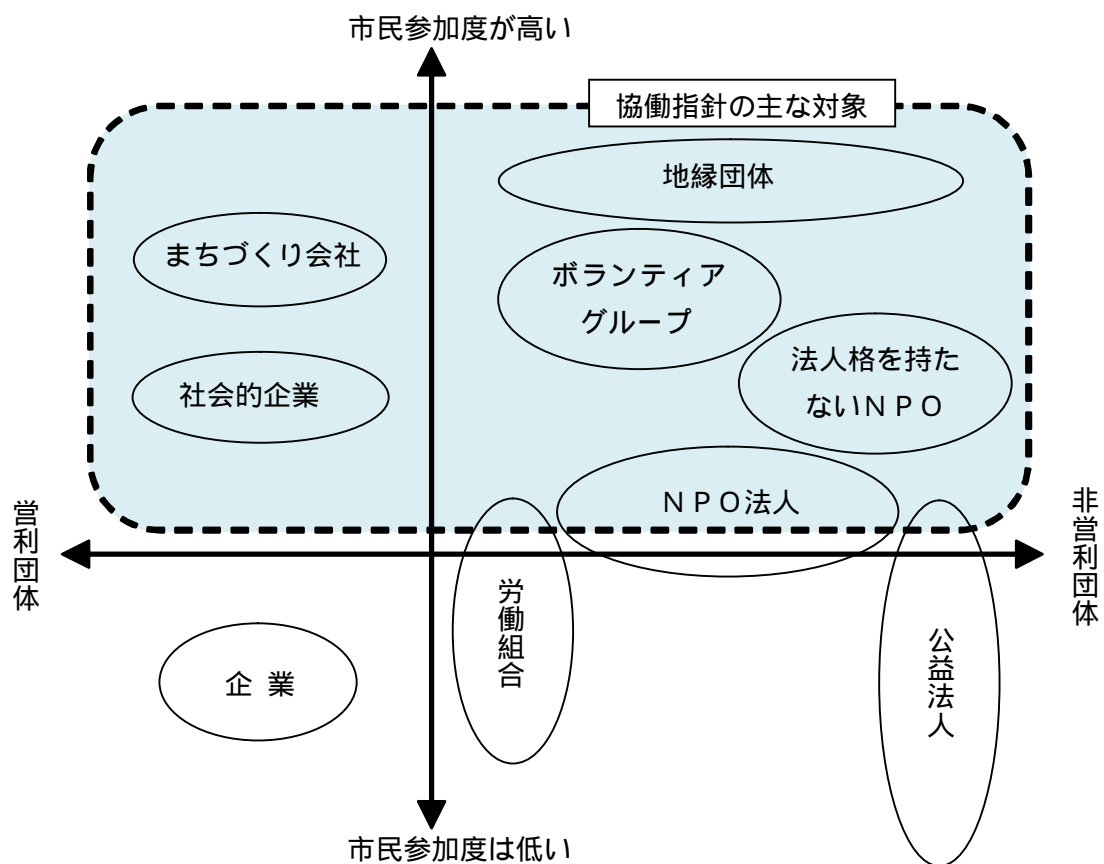 市民参加度が高い
協働指針の主な対象
地縁団体
まちづくり会社
ボランティア
グループ
社会的企業
法人格を持た
ないＮＰＯ
ＮＰＯ法人
営利団体
非営利団体
労働組合
公益法人
企 業
市民参加度は低い